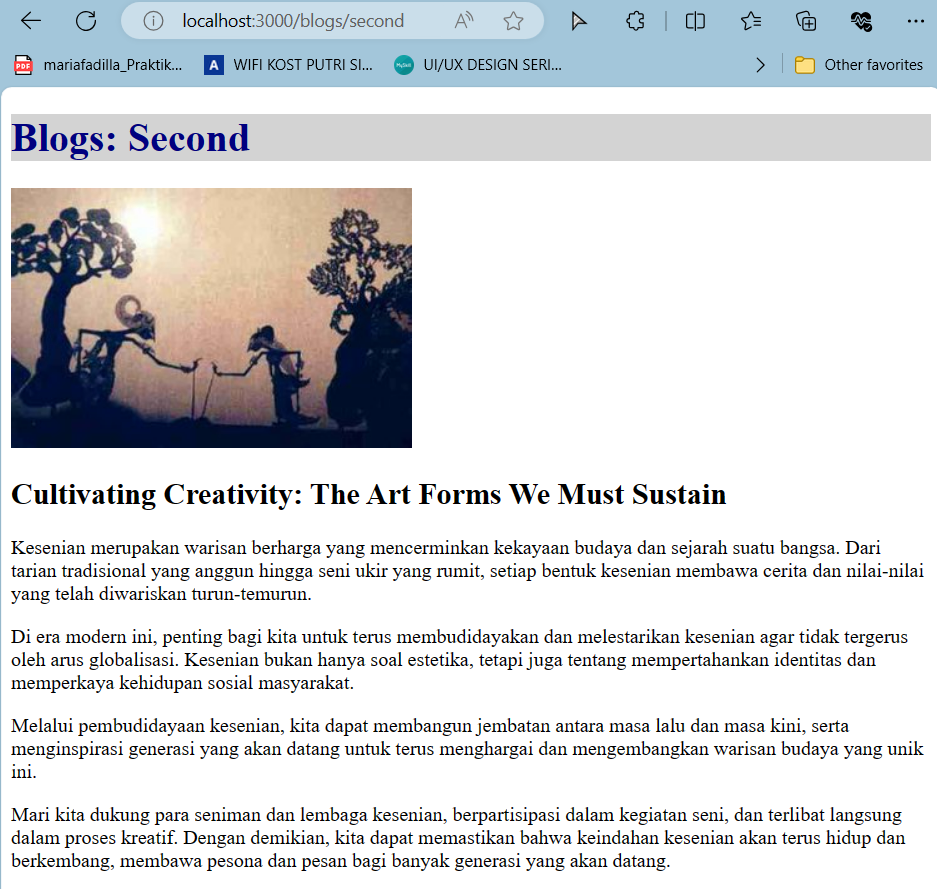 localhost:3000/blogs/second
mariafadilla_Praktik...
WIFI KOST PUTRI SI...
UI/UX DESIGN SERI...
Other favorites
Blogs: Second
Cultivating Creativity: The Art Forms We Must Sustain
Kesenian merupakan warisan berharga yang mencerminkan kekayaan budaya dan sejarah suatu bangsa. Dari
tarian tradisional yang anggun hingga seni ukir yang rumit, setiap bentuk kesenian membawa cerita dan nilai-nilai
yang telah diwariskan turun-temurun.
Di era modern ini, penting bagi kita untuk terus membudidayakan dan melestarikan kesenian agar tidak tergerus
oleh arus globalisasi. Kesenian bukan hanya soal estetika, tetapi juga tentang mempertahankan identitas dan
memperkaya kehidupan sosial masyarakat.
Melalui pembudidayaan kesenian, kita dapat membangun jembatan antara masa lalu dan masa kini, serta
menginspirasi generasi yang akan datang untuk terus menghargai dan mengembangkan warisan budaya yang unik
ini.
Mari kita dukung para seniman dan lembaga kesenian, berpartisipasi dalam kegiatan seni, dan terlibat langsung
dalam proses kreatif. Dengan demikian, kita dapat memastikan bahwa keindahan kesenian akan terus hidup dan
berkembang, membawa pesona dan pesan bagi banyak generasi yang akan datang.